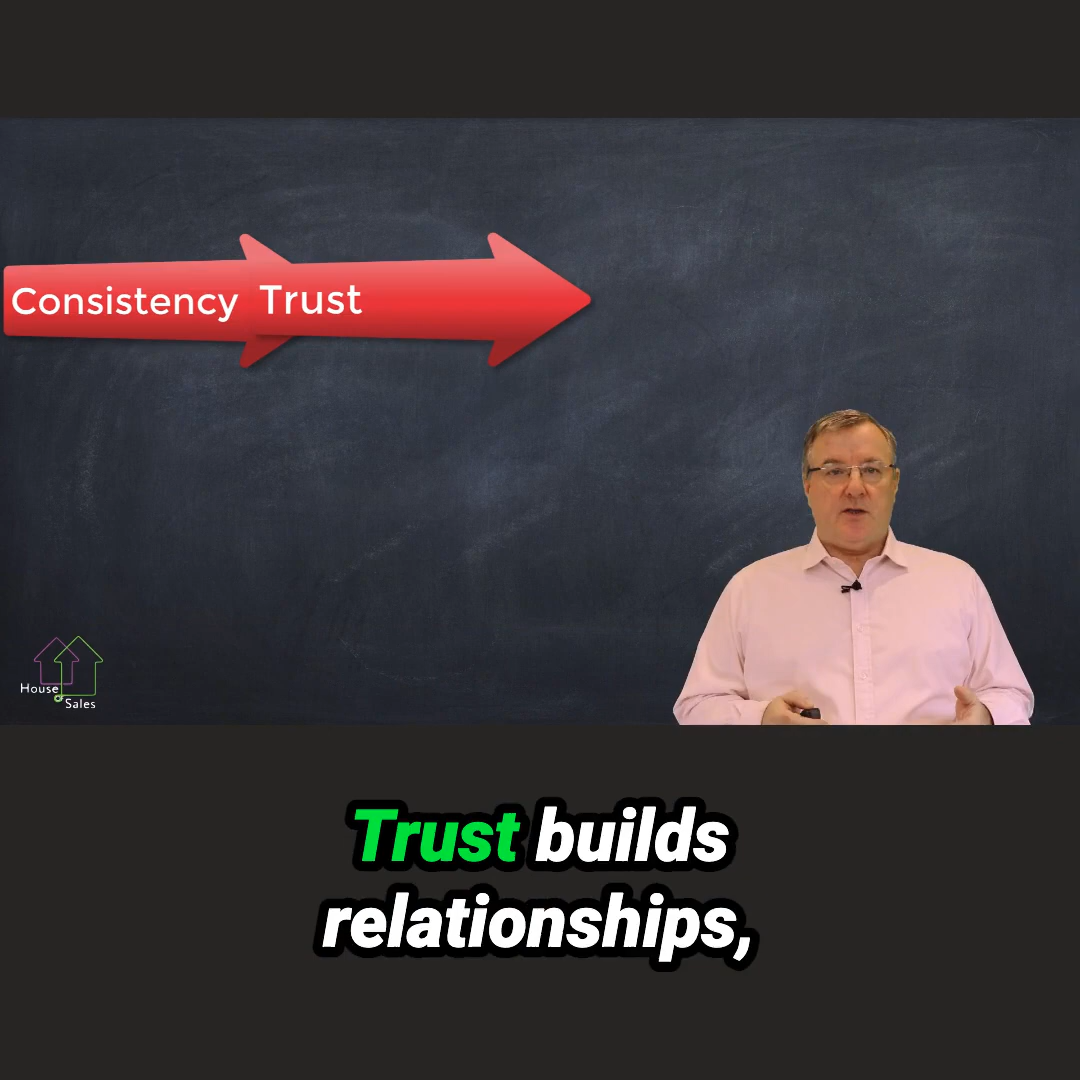 Consistency Trust
House
Sales
Trust builds
relationships,